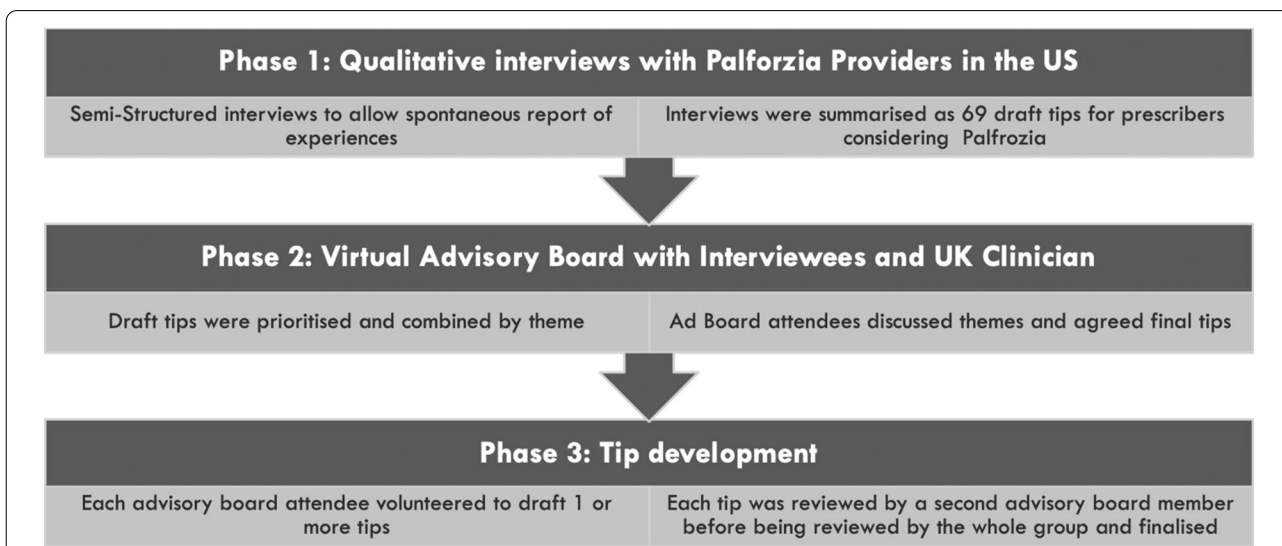 Phase 1: Qualitative interviews with Palforzia Providers in the US
Semi-Structured interviews to allow spontaneous report of
experiences
Interviews were summarised as 69 draft tips for prescribers
considering Palfrozia
Phase 2: Virtual Advisory Board with Interviewees and UK Clinician
Draft tips were prioritised and combined by theme
Ad Board attendees discussed themes and agreed final tips
Phase 3: Tip development
Each advisory board attendee volunteered to draft 1 or
more tips
Each tip was reviewed by a second advisory board member
before being reviewed by the whole group and finalised